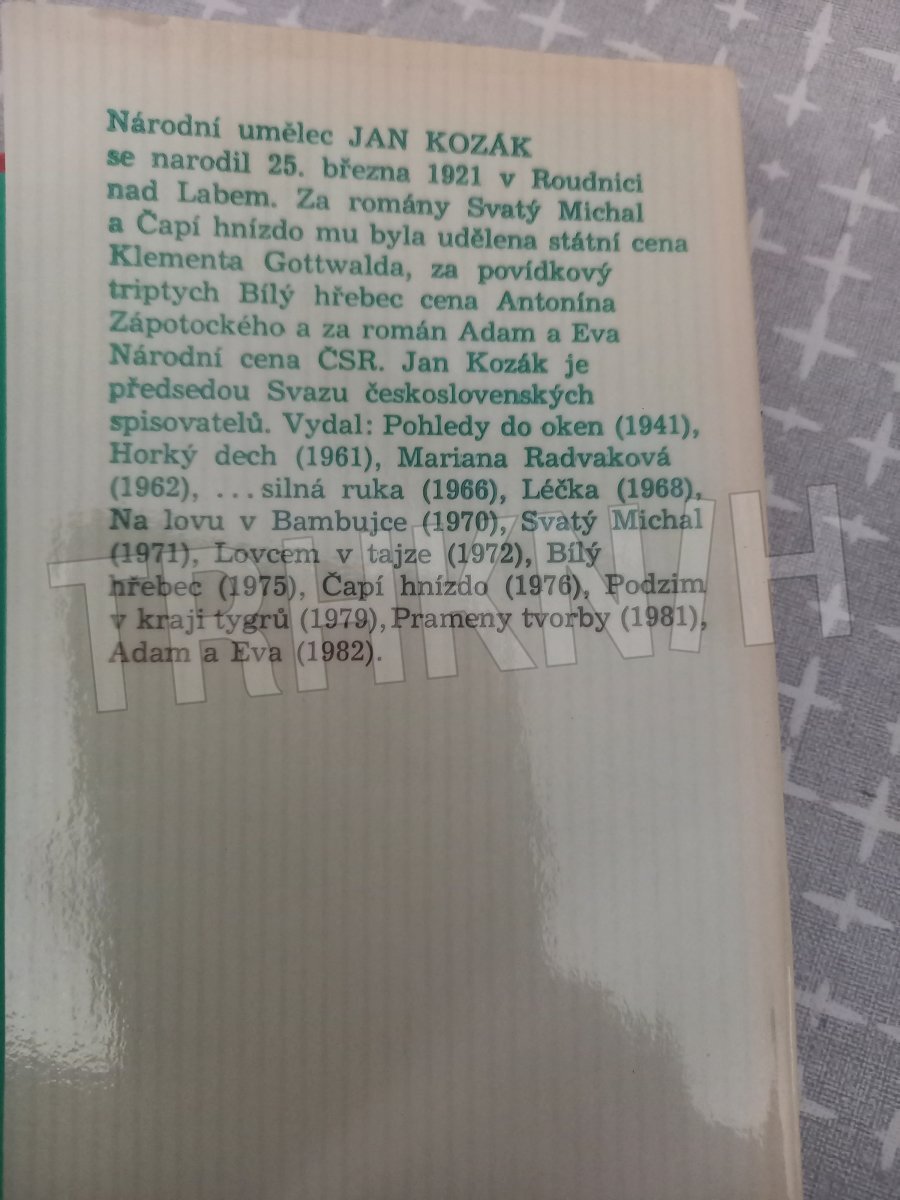 Národní umělec JAN KOZÁK
se narodil 25. března 1921 v Roudnici
nad Labem. Za romány Svatý Michal
a Čapí hnízdo mu byla udělena státní cena
Klementa Gottwalda, za povídkový
triptych Bílý hřebec cena Antonína
Zápotockého a za román Adam a Eva
Národní cena ČSR. Jan Kozák je
předsedou Svazu československých
spisovatelů. Vydal: Pohledy do oken (1941),
Horký dech (1961), Mariana Radvaková
(1962), ...silná ruka (1966), Léčka (1968),
Na lovu v Bambujce (1970), Svatý Michal
(1971), Lovcem v tajze (1972), Bílý
hřebec (1975), Čapí hnízdo (1976), Podzim
v kraji tygrů (1979), Prameny tvorby (1981),
Adam a Eva (1982).
TRHKNIH